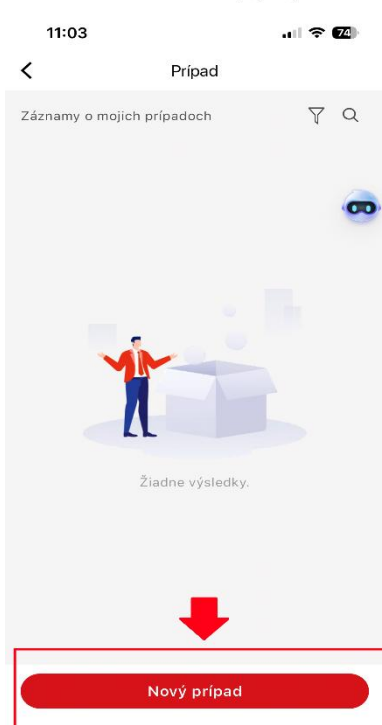 11:03
74
Prípad
Záznamy o mojich prípadoch
Žiadne výsledky.
Nový prípad